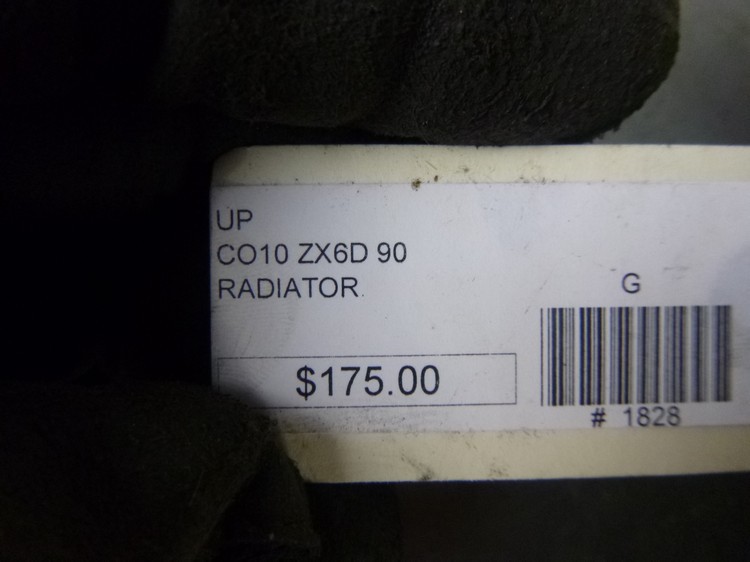 UP
CO10 ZX6D 90
RADIATOR
G
$175.00
# 1828